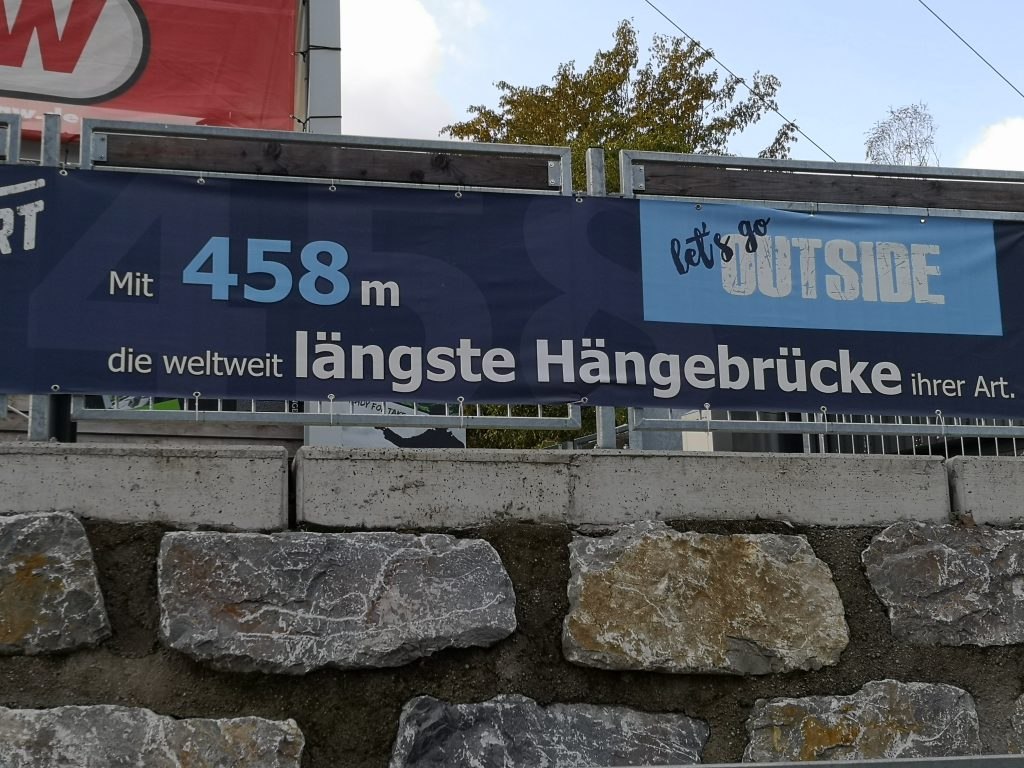 W
RT
Mit 458 m
let's go
OUTSIDE
die weltweit längste Hängebrücke ihrer Art.